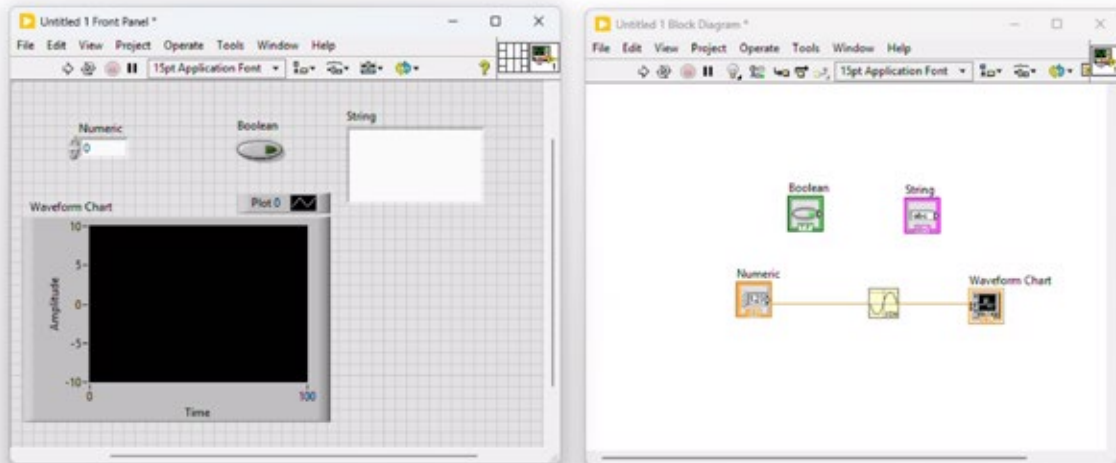 Untitled 1 Front Panel *
File Edit View Project Operate Tools Window Help
15pt Application Font
Numeric
0
Boolean
String
Plot 0
Waveform Chart
10
5
0
-5
-10
Amplitude
0
100
Time
Untitled 1 Block Diagram *
File Edit View Project Operate Tools Window Help
15pt Application Font
Boolean
String
abc
Numeric
Waveform Chart